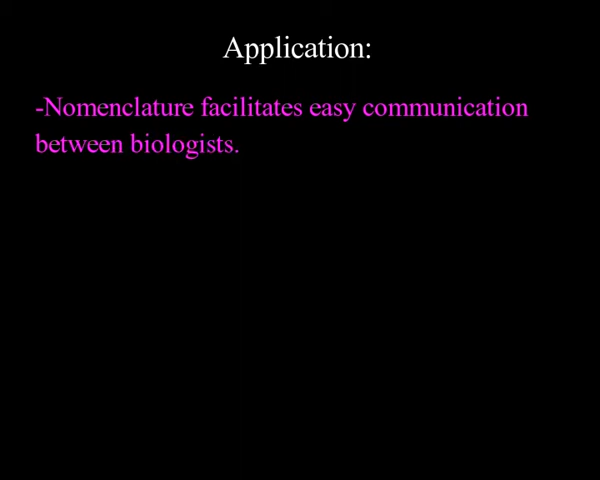 Application:
-Nomenclature facilitates easy communication
between biologists.